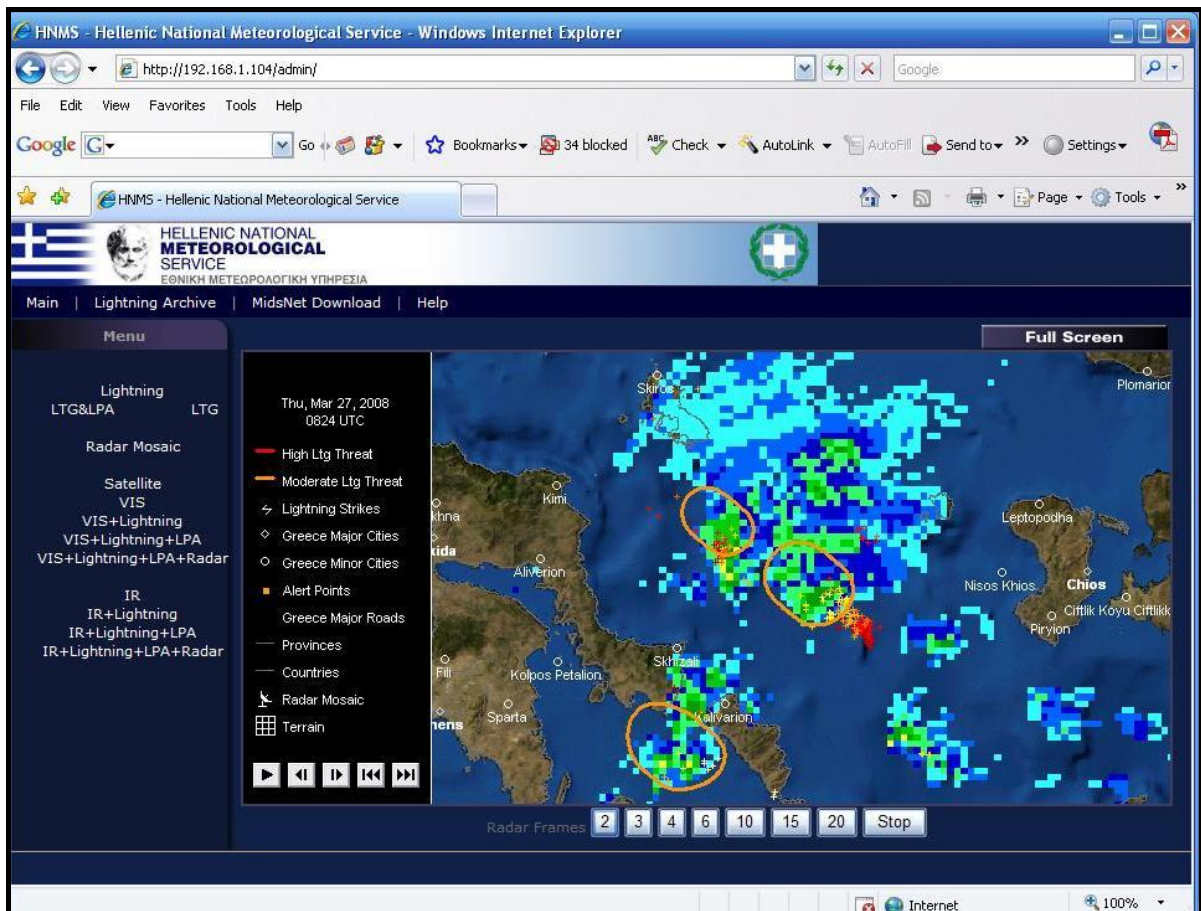 HNMS - Hellenic National Meteorological Service - Windows Internet Explorer
http://192.168.1.104/admin/
Google
File Edit View Favorites Tools Help
Google G Go Bookmarks 34 blocked ABC Check AutoLink AutoFill Send to Settings
HNMS - Hellenic National Meteorological Service
Page Tools
HELLENIC NATIONAL
METEOROLOGICAL
SERVICE
ΕΘΝΙΚΗ ΜΕΤΕΩΡΟΛΟΓΙΚΗ ΥΠΗΡΕΣΙΑ
Main | Lightning Archive | MidsNet Download | Help
Menu
Full Screen
Lightning
LTG&LPA LTG
Radar Mosaic
Satellite
VIS
VIS+Lightning
VIS+Lightning+LPA
VIS+Lightning+LPA+Radar
IR
IR+Lightning
IR+Lightning+LPA
IR+Lightning+LPA+Radar
Thu, Mar 27, 2008
0824 UTC
High Ltg Threat
Moderate Ltg Threat
Lightning Strikes
Greece Major Cities
Greece Minor Cities
Alert Points
Greece Major Roads
Provinces
Countries
Radar Mosaic
Terrain
Skiros
Plomarion
Kimi
khna
Leptopodha
kida
Aliverion
Nisos Khios
Chios
Ciftlik Koyu Ciftlikk
Piryion
Skhizali
Fili
Kolpos Petalion
Sparta
Kalivarion
hens
Radar Frames 2 3 4 6 10 15 20 Stop
Internet
100%